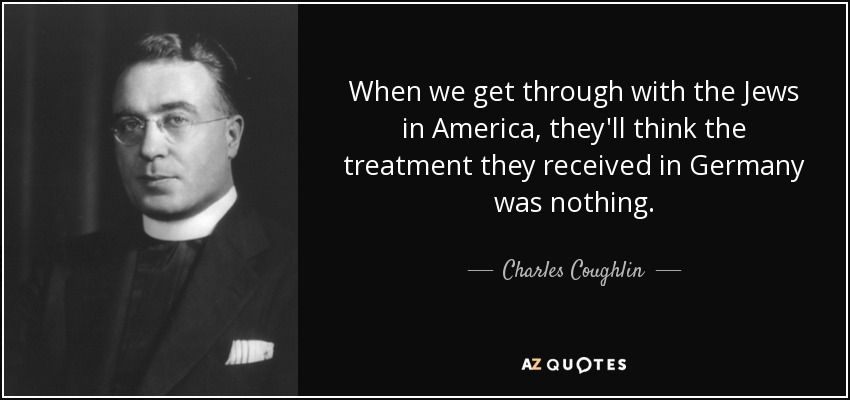 When we get through with the Jews
in America, they'll think the
treatment they received in Germany
was nothing.
Charles Coughlin
AZ QUOTES